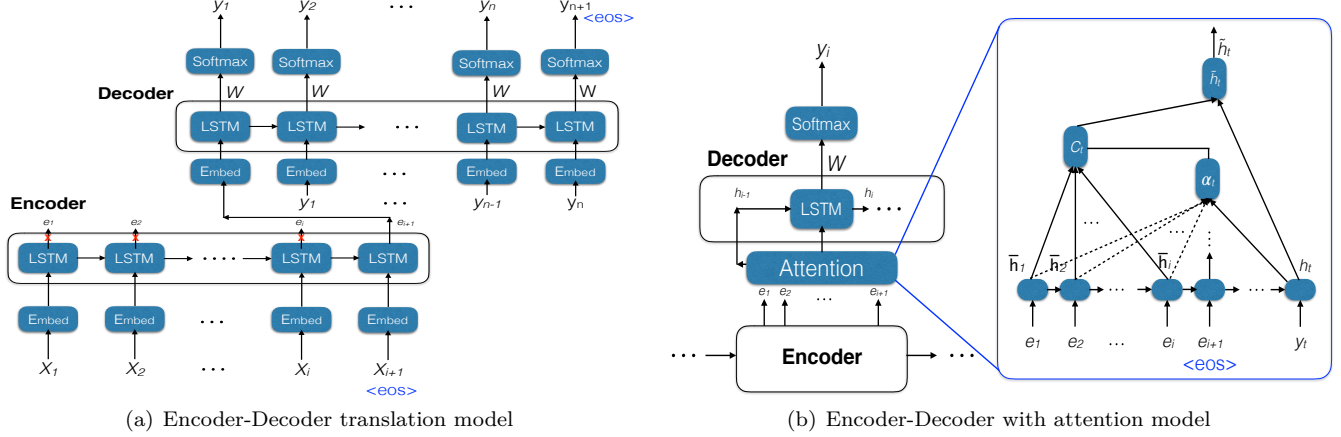 y1 y2 ... yn yn+1
<eos>
Softmax Softmax Softmax Softmax
Decoder W W W W
LSTM LSTM ... LSTM LSTM
Embed Embed ... Embed Embed
y1 ... yn-1 yn
Encoder
e1 e2 ei ei+1
x x x
LSTM LSTM .... LSTM LSTM
Embed Embed ... Embed Embed
X1 X2 ... Xi Xi+1
<eos>
(a) Encoder-Decoder translation model
yi
Softmax
Decoder W
hi-1 LSTM hi ...
Attention
e1 e2 ... ei+1
... Encoder ...
h̃t
h̃t
Ct
αt
... ... ...
h̄1 h̄2 h̄i ht
... ...
e1 e2 ... ei ei+1 yt
<eos>
(b) Encoder-Decoder with attention model